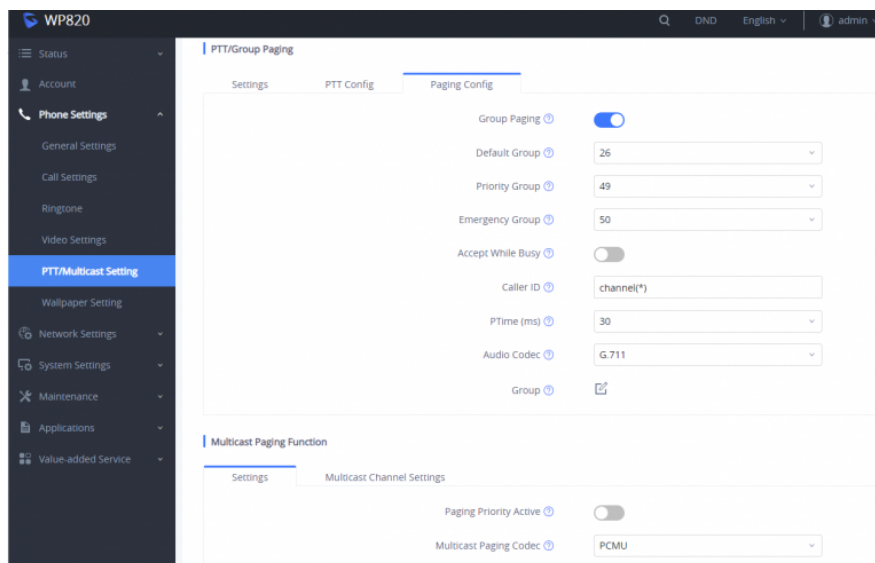 WP820
DND English admin
Status
Account
Phone Settings
General Settings
Call Settings
Ringtone
Video Settings
PTT/Multicast Setting
Wallpaper Setting
Network Settings
System Settings
Maintenance
Applications
Value-added Service
PTT/Group Paging
Settings PTT Config Paging Config
Group Paging
Default Group 26
Priority Group 49
Emergency Group 50
Accept While Busy
Caller ID channel(*)
PTime (ms) 30
Audio Codec G.711
Group
Multicast Paging Function
Settings Multicast Channel Settings
Paging Priority Active
Multicast Paging Codec PCMU